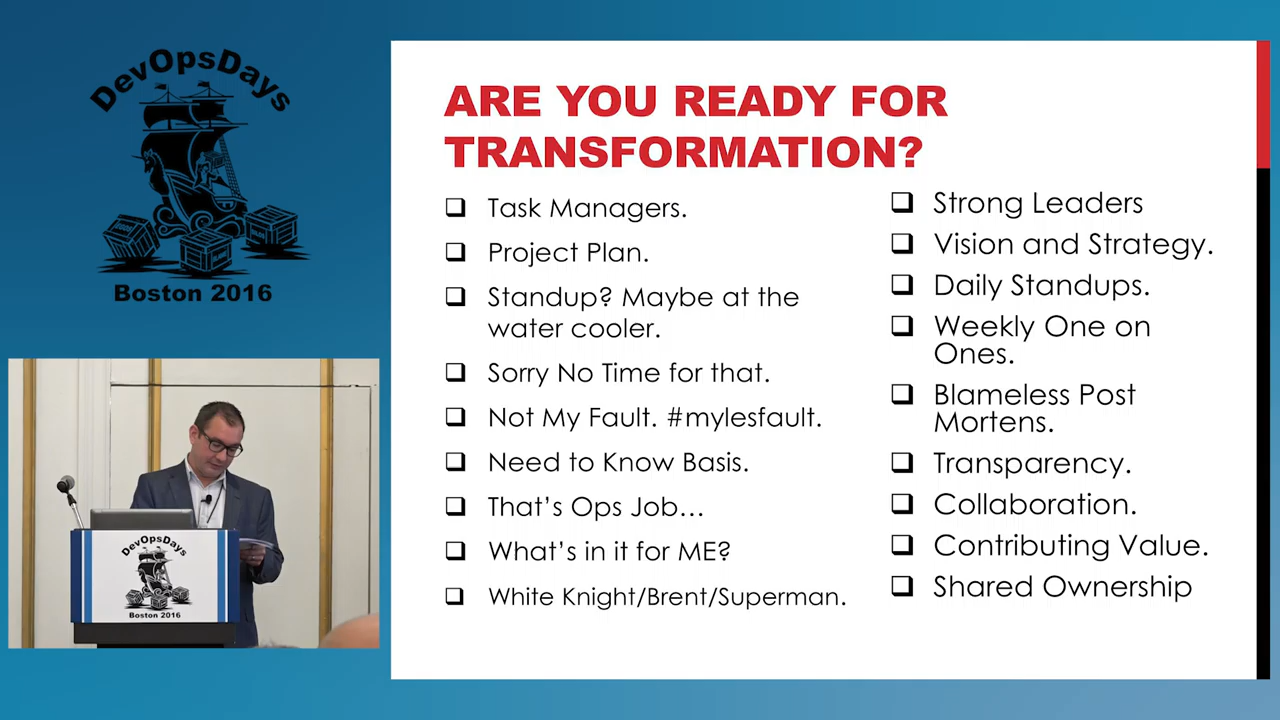 DevOpsDays
Boston 2016
ARE YOU READY FOR
TRANSFORMATION?
❑ Task Managers.
❑ Project Plan.
❑ Standup? Maybe at the
water cooler.
❑ Sorry No Time for that.
❑ Not My Fault. #mylesfault.
❑ Need to Know Basis.
❑ That's Ops Job...
❑ What's in it for ME?
❑ White Knight/Brent/Superman.
❑ Strong Leaders
❑ Vision and Strategy.
❑ Daily Standups.
❑ Weekly One on
Ones.
❑ Blameless Post
Mortens.
❑ Transparency.
❑ Collaboration.
❑ Contributing Value.
❑ Shared Ownership
DevOpsDays
Boston 2016